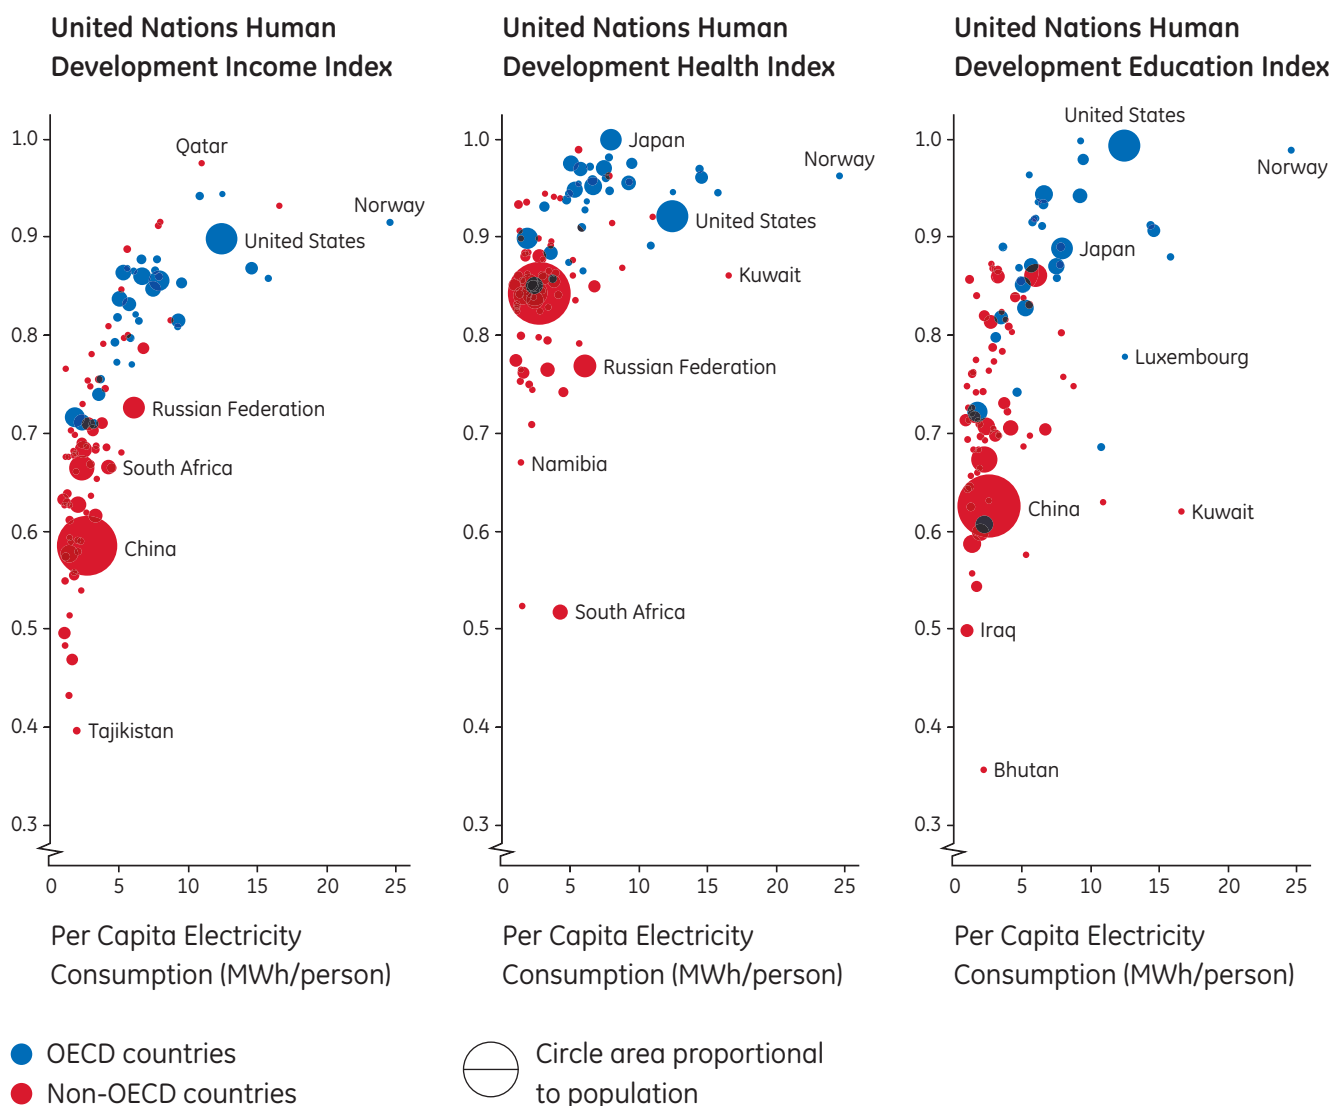 United Nations Human
Development Income Index
1.0
0.9
0.8
0.7
0.6
0.5
0.4
0.3
Qatar
Norway
United States
Russian Federation
South Africa
China
Tajikistan
0 5 10 15 20 25
Per Capita Electricity
Consumption (MWh/person)
United Nations Human
Development Health Index
1.0
0.9
0.8
0.7
0.6
0.5
0.4
0.3
Japan
Norway
United States
Kuwait
Russian Federation
Namibia
South Africa
0 5 10 15 20 25
Per Capita Electricity
Consumption (MWh/person)
United Nations Human
Development Education Index
1.0
0.9
0.8
0.7
0.6
0.5
0.4
0.3
United States
Norway
Japan
Luxembourg
China
Kuwait
Iraq
Bhutan
0 5 10 15 20 25
Per Capita Electricity
Consumption (MWh/person)
OECD countries
Non-OECD countries
Circle area proportional
to population